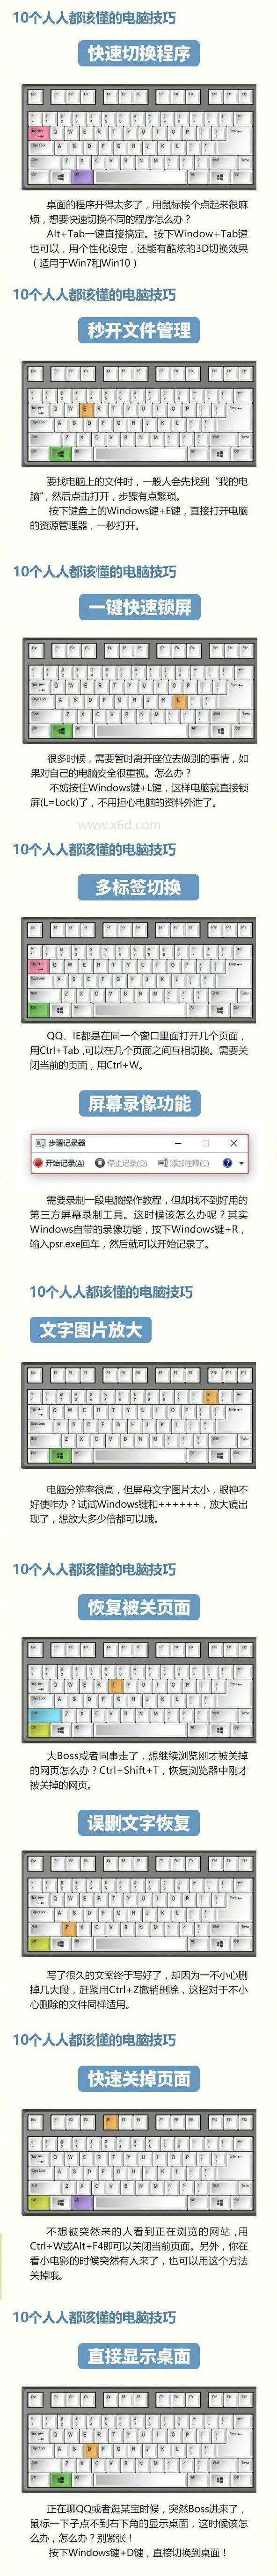 10个人人都该懂的电脑技巧
快速切换程序
桌面的程序开得太多了，用鼠标挨个点起来很麻
烦，想要快速切换不同的程序怎么办？
Alt+Tab一键直接搞定。按下Window+Tab键
也可以，用个性化设定，还能有酷炫的3D切换效果
（适用于Win7和Win10）
10个人人都该懂的电脑技巧
秒开文件管理
要找电脑上的文件时，一般人会先找到“我的电
脑”，然后点击打开，步骤有点繁琐。
按下键盘上的Windows键+E键，直接打开电脑
的资源管理器，一秒打开。
10个人人都该懂的电脑技巧
一键快速锁屏
很多时候，需要暂时离开座位去做别的事情，如
果对自己的电脑安全很重视。怎么办？
不妨按住Windows键+L键，这样电脑就直接锁
屏(L=Lock)了，不用担心电脑的资料外泄了。
www.x6d.com
10个人人都该懂的电脑技巧
多标签切换
QQ、IE都是在同一个窗口里面打开几个页面，
用Ctrl+Tab ,可以在几个页面之间互相切换。需要关
闭当前的页面，用Ctrl+W。
屏幕录像功能
步骤记录器
开始记录(A) 停止记录(O) 添加注释(C)
需要录制一段电脑操作教程，但却找不到好用的
第三方屏幕录制工具。这时候该怎么办呢？其实
Windows自带的录像功能，按下Windows键+R，
输入psr.exe回车，然后就可以开始记录了。
10个人人都该懂的电脑技巧
文字图片放大
电脑分辨率很高，但屏幕文字图片太小，眼神不
好使咋办？试试Windows键和++++++，放大镜出
现了，想放大多少倍都可以哦。
10个人人都该懂的电脑技巧
恢复被关页面
大Boss或者同事走了，想继续浏览刚才被关掉
的网页怎么办？Ctrl+Shift+T，恢复浏览器中刚才
被关掉的网页。
误删文字恢复
写了很久的文案终于写好了，却因为一不小心删
掉几大段，赶紧用Ctrl+Z撤销删除，这招对于不小
心删除的文件同样适用。
10个人人都该懂的电脑技巧
快速关掉页面
不想被突然来的人看到正在浏览的网站 ,用
Ctrl+W或Alt+F4即可以关闭当前页面。另外，你在
看小电影的时候突然有人来了，也可以用这个方法
关掉哦。
10个人人都该懂的电脑技巧
直接显示桌面
正在聊QQ或者逛某宝时候，突然Boss进来了，
鼠标一下子点不到右下角的显示桌面，这时候该怎
么办，怎么办？别紧张！
按下Windows键+D键，直接切换到桌面！